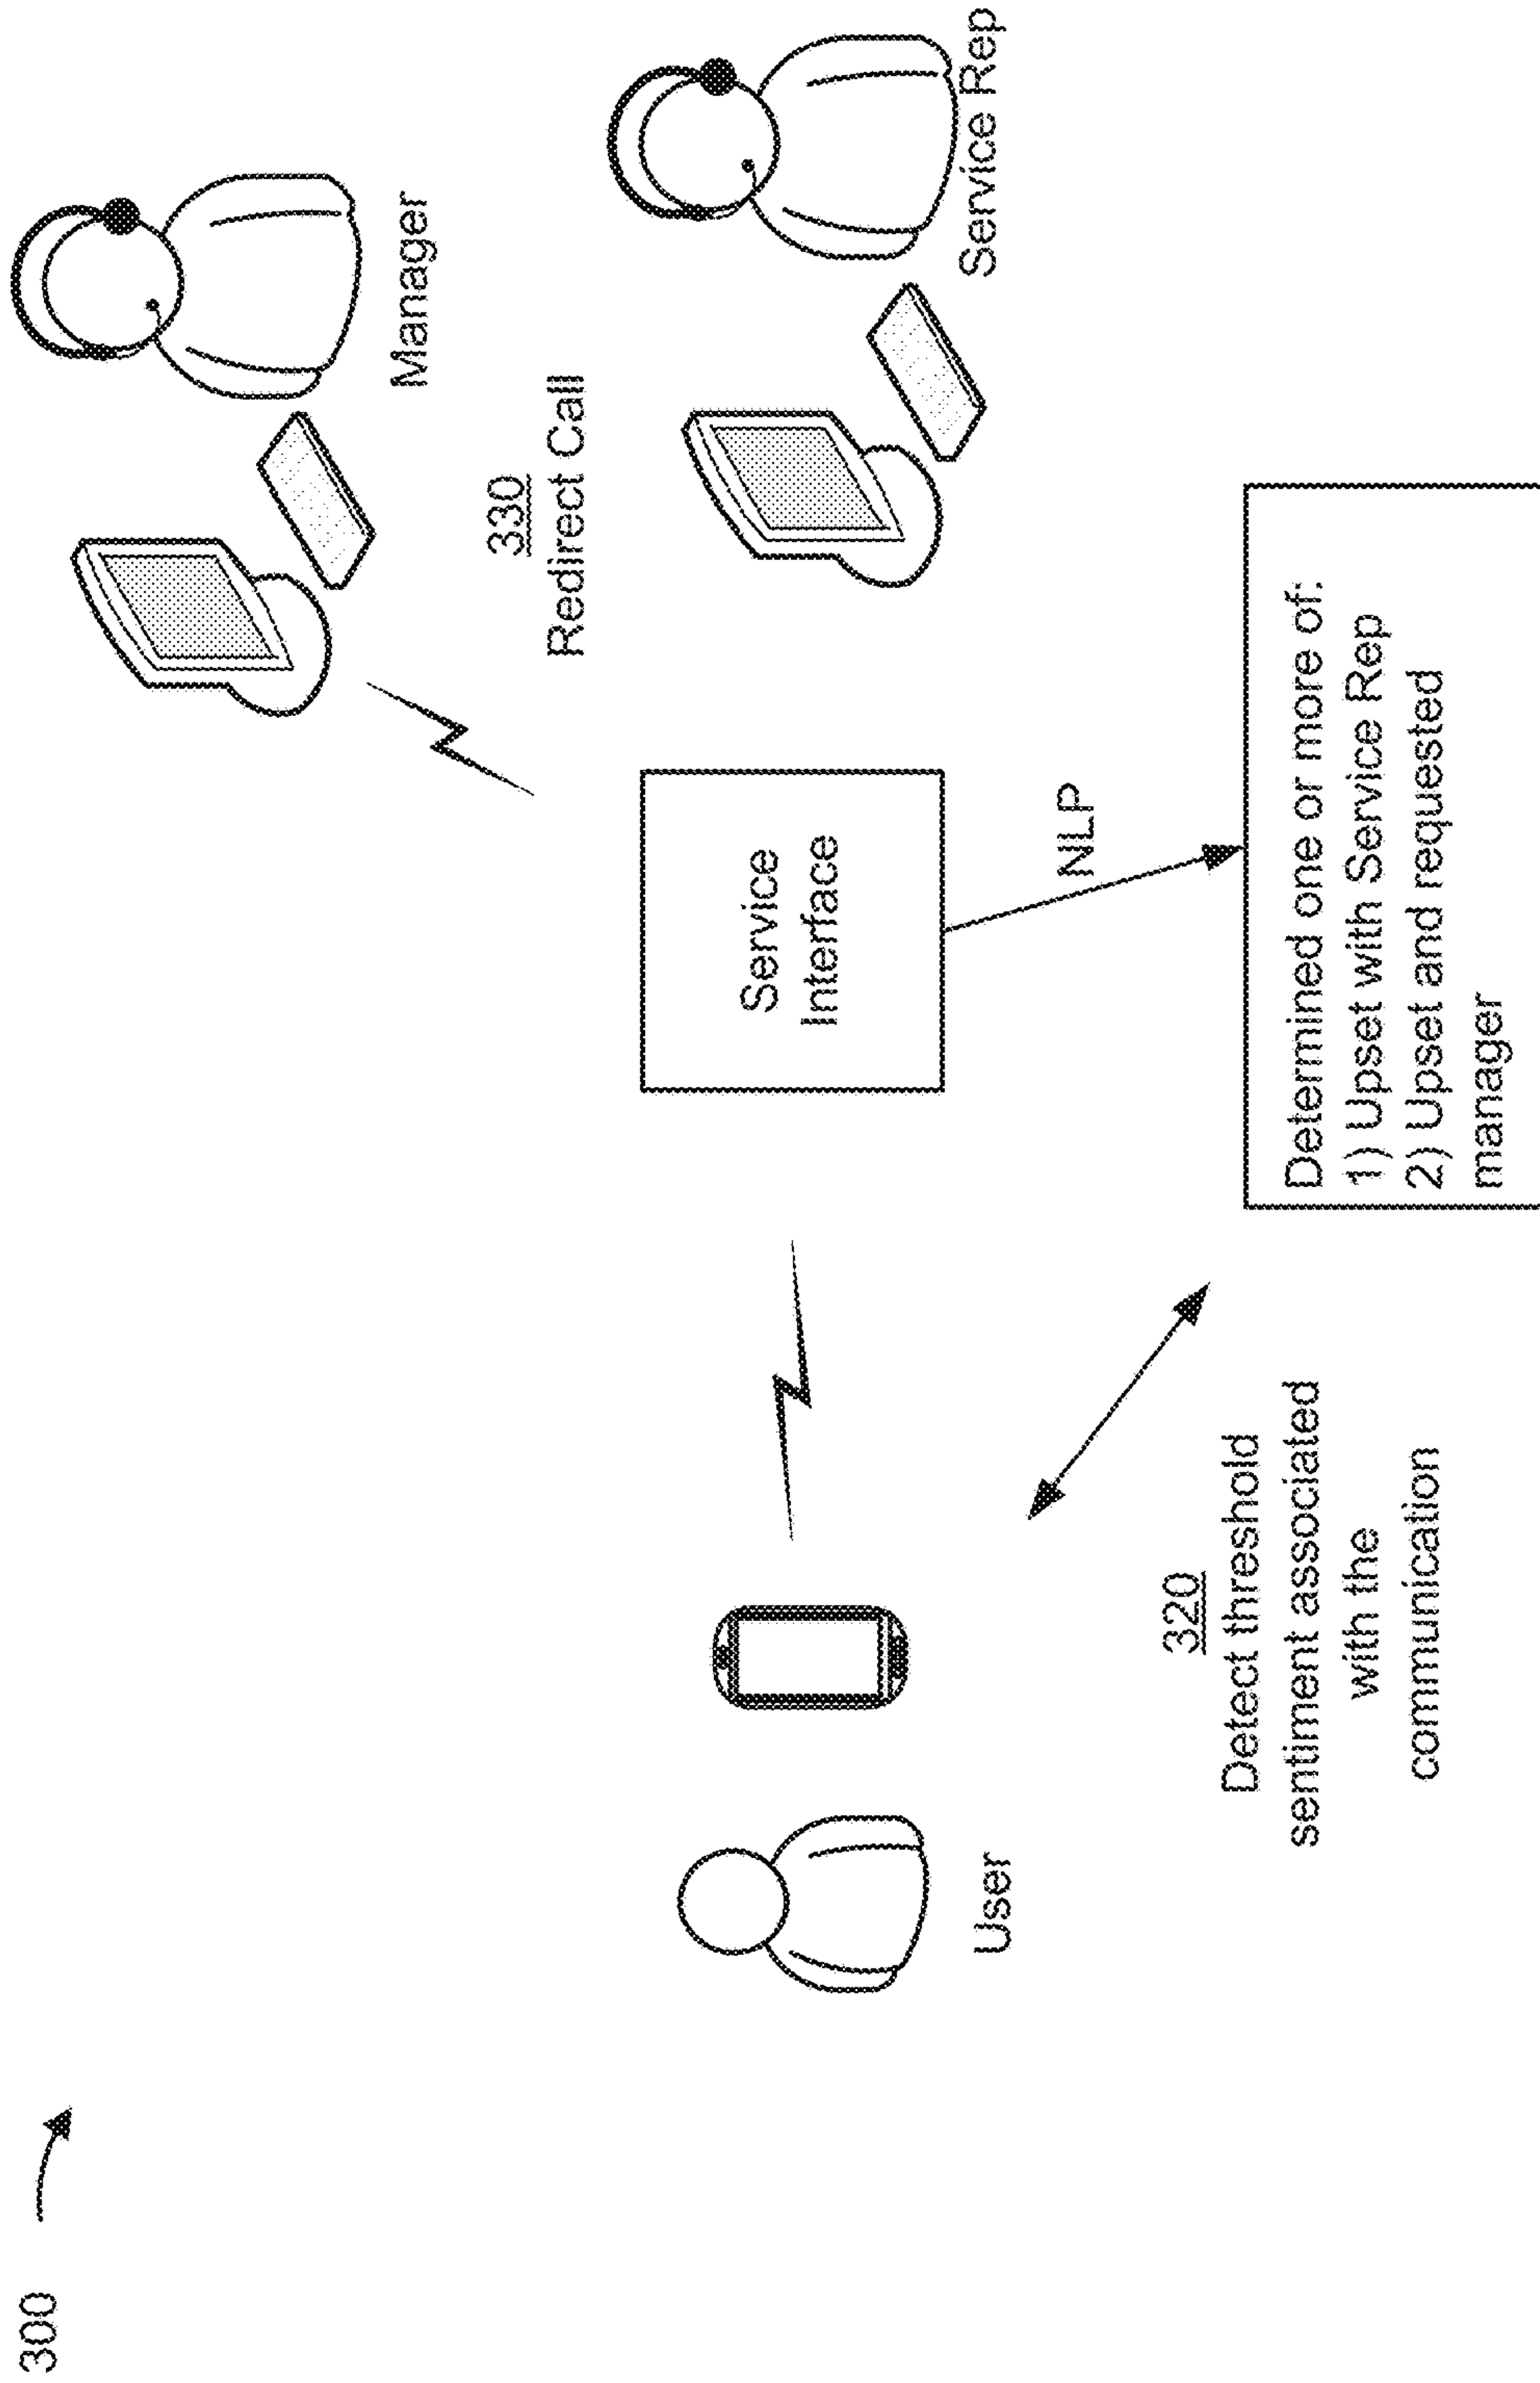 300
Manager
330
Redirect Call
Service Rep
Service
Interface
NLP
User
320
Detect threshold
sentiment associated
with the
communication
Determined one or more of:
1) Upset with Service Rep
2) Upset and requested
manager